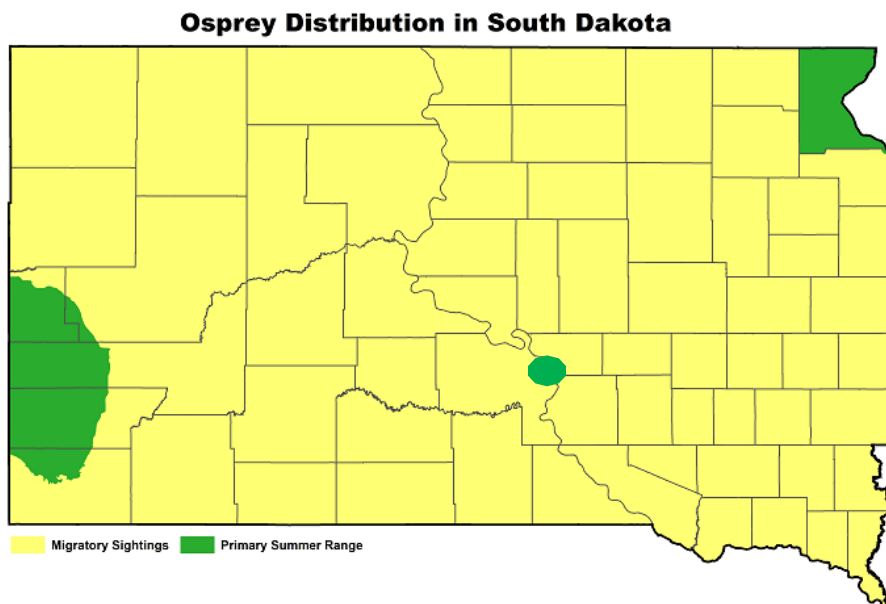 Osprey Distribution in South Dakota
Migratory Sightings
Primary Summer Range